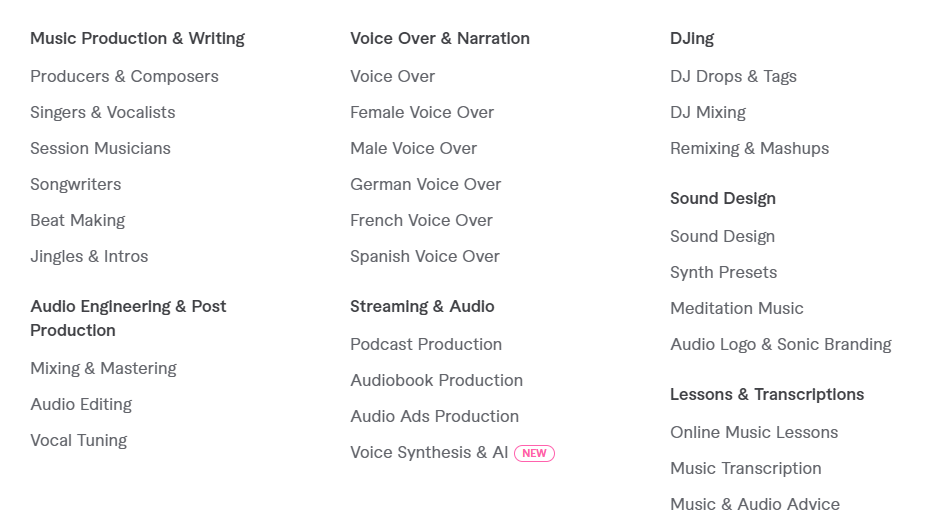 Music Production & Writing
Producers & Composers
Singers & Vocalists
Session Musicians
Songwriters
Beat Making
Jingles & Intros
Audio Engineering & Post
Production
Mixing & Mastering
Audio Editing
Vocal Tuning
Voice Over & Narration
Voice Over
Female Voice Over
Male Voice Over
German Voice Over
French Voice Over
Spanish Voice Over
Streaming & Audio
Podcast Production
Audiobook Production
Audio Ads Production
Voice Synthesis & AI NEW
DJing
DJ Drops & Tags
DJ Mixing
Remixing & Mashups
Sound Design
Sound Design
Synth Presets
Meditation Music
Audio Logo & Sonic Branding
Lessons & Transcriptions
Online Music Lessons
Music Transcription
Music & Audio Advice